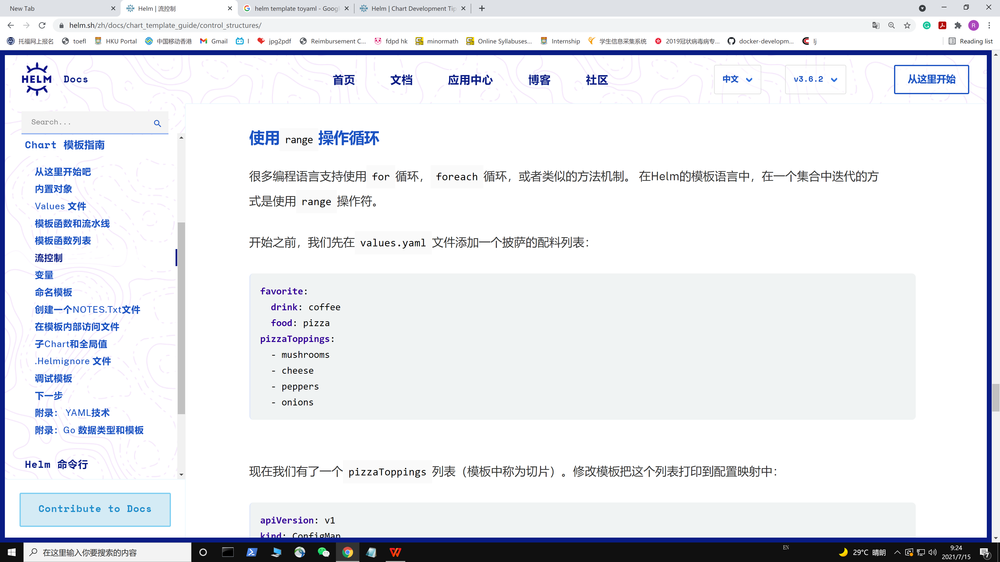 New Tab
Helm | 流控制
helm template toyaml - Googl
Helm | Chart Development Tip
helm.sh/zh/docs/chart_template_guide/control_structures/
R
托福网上报名
toefl
HKU Portal
中国移动香港
Gmail
l
jpg2pdf
Reimbursement C...
fdpd hk
minormath
Online Syllabuses...
Internship
学生信息采集系统
2019冠状病毒病专...
docker-developm...
lj
Reading list
HELM
Docs
首页
文档
应用中心
博客
社区
中文
v3.6.2
从这里开始
Search...
Chart 模板指南
从这里开始吧
内置对象
Values 文件
模板函数和流水线
模板函数列表
流控制
变量
命名模板
创建一个NOTES.Txt文件
在模板内部访问文件
子Chart和全局值
.Helmignore 文件
调试模板
下一步
附录： YAML技术
附录：Go 数据类型和模板
Helm 命令行
Contribute to Docs
使用 range 操作循环
很多编程语言支持使用 for 循环， foreach 循环，或者类似的方法机制。 在Helm的模板语言中，在一个集合中迭代的方
式是使用 range 操作符。
开始之前，我们先在 values.yaml 文件添加一个披萨的配料列表：
favorite:
  drink: coffee
  food: pizza
pizzaToppings:
  - mushrooms
  - cheese
  - peppers
  - onions
现在我们有了一个 pizzaToppings 列表（模板中称为切片）。修改模板把这个列表打印到配置映射中：
apiVersion: v1
kind: ConfigMap
在这里输入你要搜索的内容
EN
29°C 晴朗
9:24
2021/7/15
7